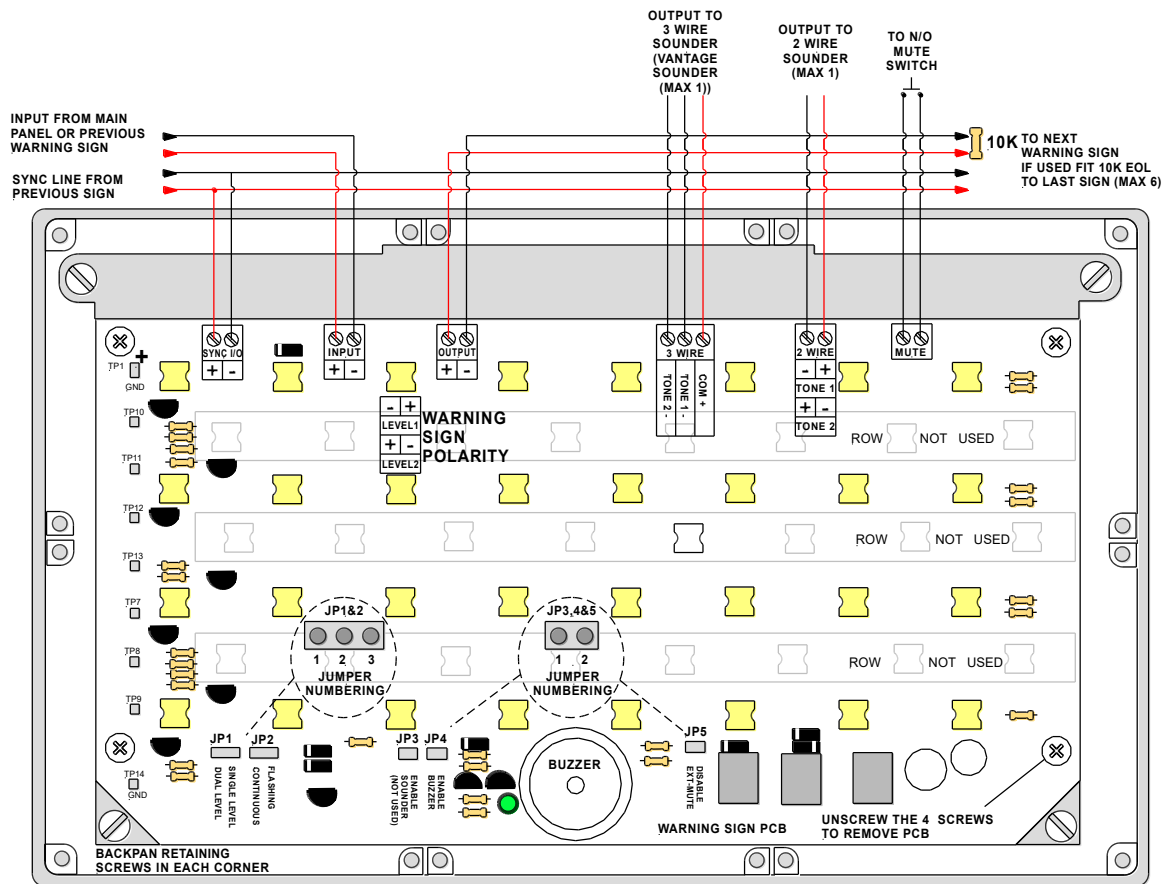 OUTPUT TO
3 WIRE
SOUNDER
(VANTAGE
SOUNDER
(MAX 1))
OUTPUT TO
2 WIRE
SOUNDER
(MAX 1)
TO N/O
MUTE
SWITCH
INPUT FROM MAIN
PANEL OR PREVIOUS
WARNING SIGN
SYNC LINE FROM
PREVIOUS SIGN
10K
TO NEXT
WARNING SIGN
IF USED FIT 10K EOL
TO LAST SIGN (MAX 6)
SYNC I/O
+ -
INPUT
+ -
OUTPUT
+ -
3 WIRE
TONE 2 -
TONE 1 -
COM +
2 WIRE
- +
TONE 1
+ -
TONE 2
MUTE
TP1
+
GND
TP10
TP11
TP12
TP13
TP7
TP8
TP9
TP14
GND
- +
LEVEL1
+ -
LEVEL2
WARNING
SIGN
POLARITY
ROW NOT USED
ROW NOT USED
ROW NOT USED
JP1&2
1 2 3
JUMPER
NUMBERING
JP3,4&5
1 2
JUMPER
NUMBERING
JP1
SINGLE LEVEL
DUAL LEVEL
JP2
FLASHING
CONTINUOUS
JP3
ENABLE
SOUNDER
(NOT USED)
JP4
ENABLE
BUZZER
BUZZER
JP5
DISABLE
EXT-MUTE
WARNING SIGN PCB
UNSCREW THE 4 SCREWS
TO REMOVE PCB
BACKPAN RETAINING
SCREWS IN EACH CORNER